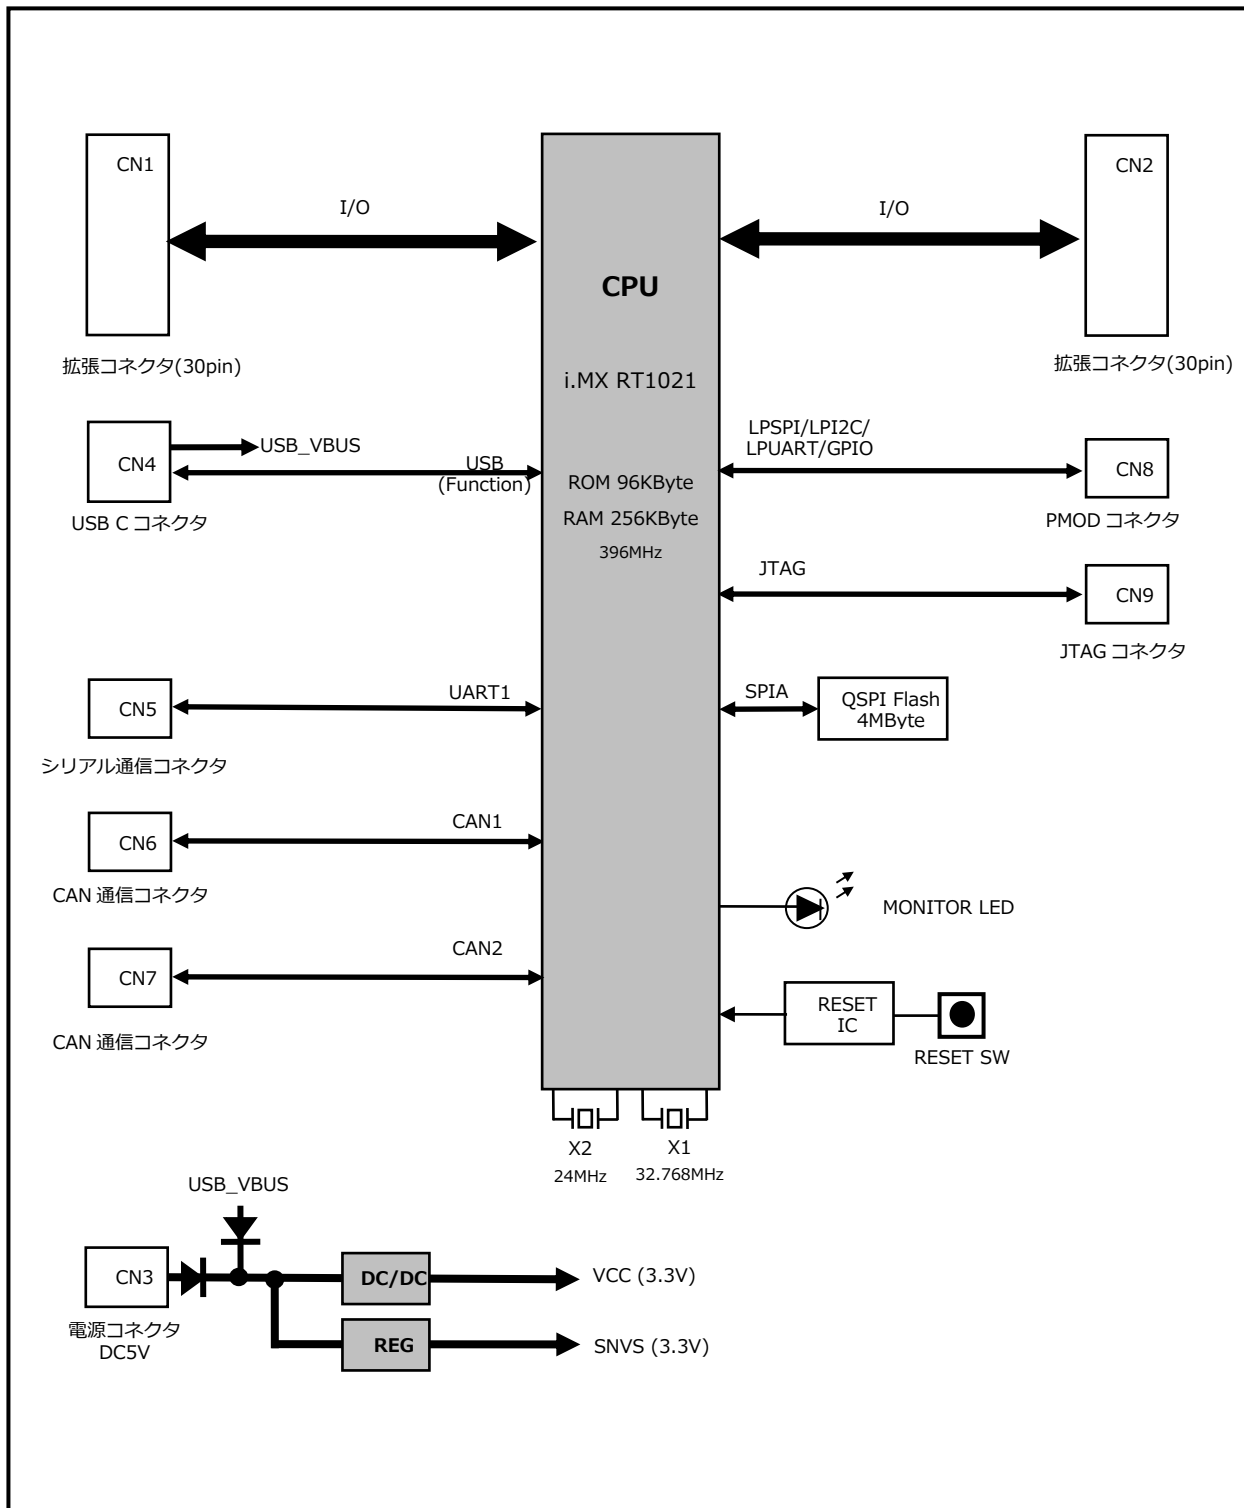 CN1
I/O
拡張コネクタ(30pin)
CPU
i.MX RT1021
ROM 96KByte
RAM 256KByte
396MHz
I/O
CN2
拡張コネクタ(30pin)
CN4
USB_VBUS
USB
(Function)
USB C コネクタ
LPSPI/LPI2C/
LPUART/GPIO
CN8
PMOD コネクタ
JTAG
CN9
JTAG コネクタ
CN5
UART1
シリアル通信コネクタ
SPIA
QSPI Flash
4MByte
CN6
CAN1
CAN 通信コネクタ
MONITOR LED
CN7
CAN2
CAN 通信コネクタ
RESET
IC
RESET SW
X2
24MHz
X1
32.768MHz
USB_VBUS
CN3
電源コネクタ
DC5V
DC/DC
VCC (3.3V)
REG
SNVS (3.3V)